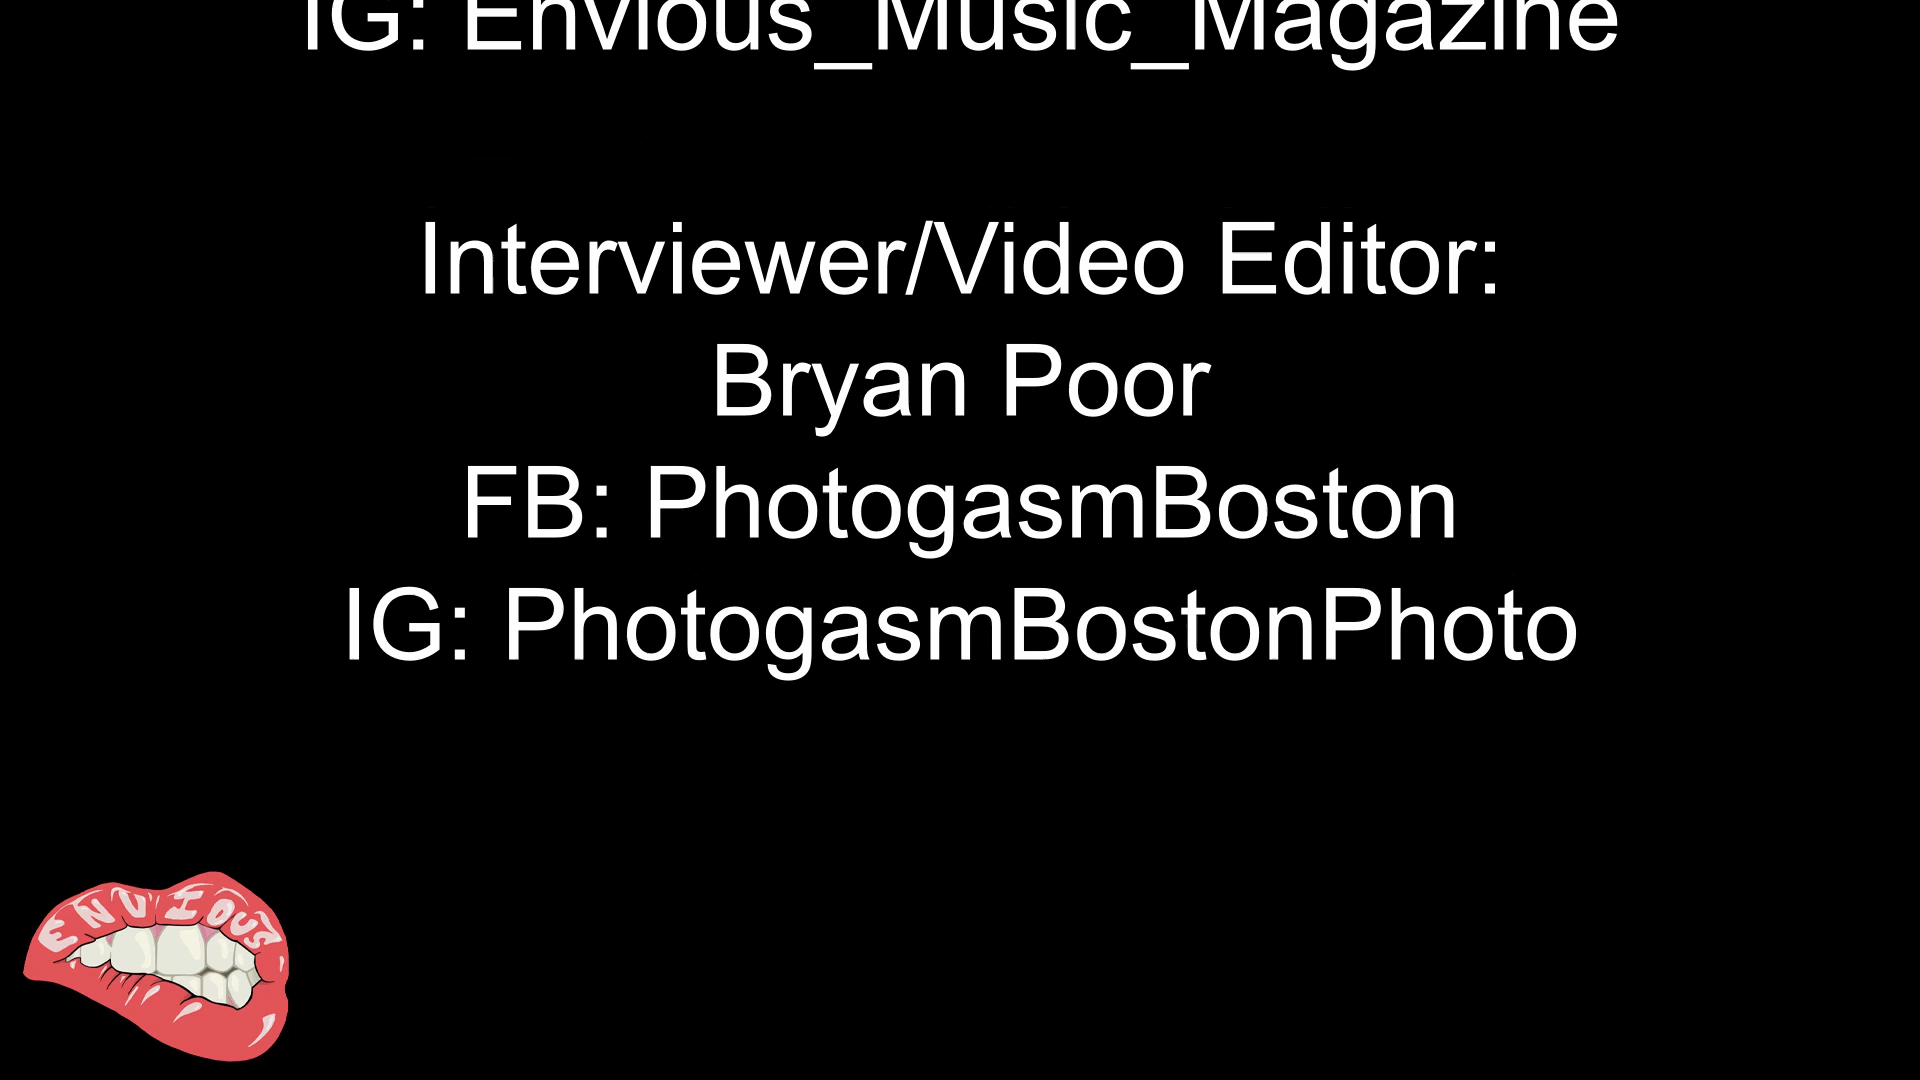 IG: Envious_Music_Magazine
Interviewer/Video Editor:
Bryan Poor
FB: PhotogasmBoston
IG: PhotogasmBostonPhoto
ENVIOUS